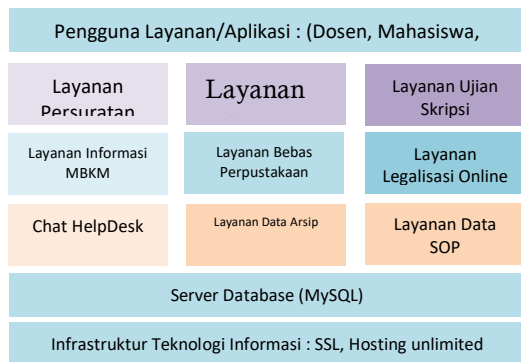 Pengguna Layanan/Aplikasi : (Dosen, Mahasiswa,
Layanan
Persuratan
Layanan
Layanan Ujian
Skripsi
Layanan Informasi
MBKM
Layanan Bebas
Perpustakaan
Layanan
Legalisasi Online
Chat HelpDesk
Layanan Data Arsip
Layanan Data
SOP
Server Database (MySQL)
Infrastruktur Teknologi Informasi : SSL, Hosting unlimited